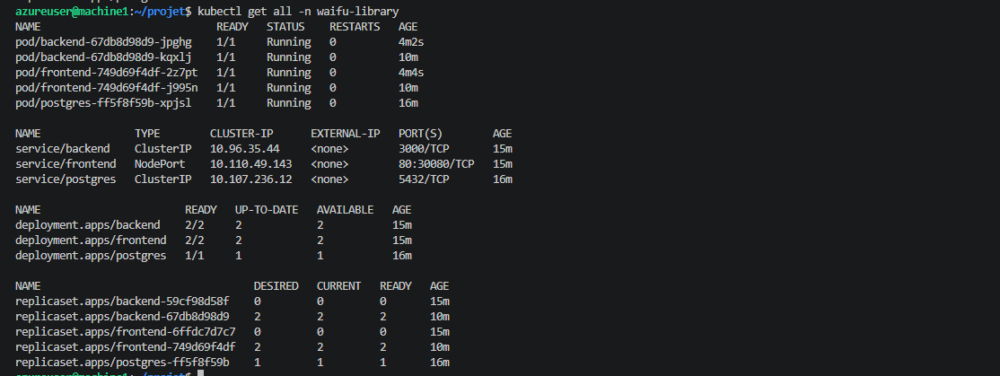 azureuser@machine1:~/projet$ kubectl get all -n waifu-library
NAME READY STATUS RESTARTS AGE
pod/backend-67db8d98d9-jpghg 1/1 Running 0 4m2s
pod/backend-67db8d98d9-kqxlj 1/1 Running 0 10m
pod/frontend-749d69f4df-2z7pt 1/1 Running 0 4m4s
pod/frontend-749d69f4df-j995n 1/1 Running 0 10m
pod/postgres-ff5f8f59b-xpjsl 1/1 Running 0 16m
NAME TYPE CLUSTER-IP EXTERNAL-IP PORT(S) AGE
service/backend ClusterIP 10.96.35.44 <none> 3000/TCP 15m
service/frontend NodePort 10.110.49.143 <none> 80:30080/TCP 15m
service/postgres ClusterIP 10.107.236.12 <none> 5432/TCP 16m
NAME READY UP-TO-DATE AVAILABLE AGE
deployment.apps/backend 2/2 2 2 15m
deployment.apps/frontend 2/2 2 2 15m
deployment.apps/postgres 1/1 1 1 16m
NAME DESIRED CURRENT READY AGE
replicaset.apps/backend-59cf98d58f 0 0 0 15m
replicaset.apps/backend-67db8d98d9 2 2 2 10m
replicaset.apps/frontend-6ffdc7d7c7 0 0 0 15m
replicaset.apps/frontend-749d69f4df 2 2 2 10m
replicaset.apps/postgres-ff5f8f59b 1 1 1 16m
azureuser@machine1:~/projet$